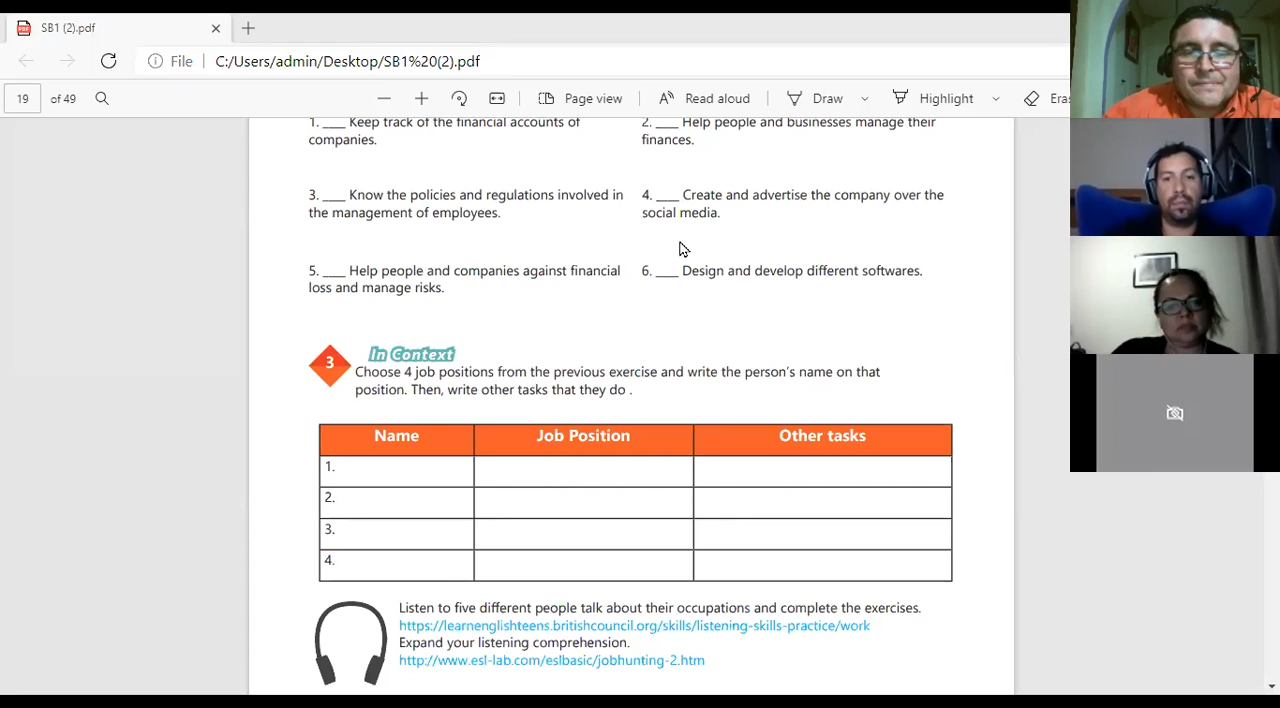 SB1 (2).pdf
File C:/Users/admin/Desktop/SB1%20(2).pdf
19 of 49 Page view Read aloud Draw Highlight Eras
1. ____ Keep track of the financial accounts of
companies.
2. ____ Help people and businesses manage their
finances.
3. ____ Know the policies and regulations involved in
the management of employees.
4. ____ Create and advertise the company over the
social media.
5. ____ Help people and companies against financial
loss and manage risks.
6. ____ Design and develop different softwares.
3 In Context
Choose 4 job positions from the previous exercise and write the person's name on that
position. Then, write other tasks that they do .
Name Job Position Other tasks
1.
2.
3.
4.
Listen to five different people talk about their occupations and complete the exercises.
https://learnenglishteens.britishcouncil.org/skills/listening-skills-practice/work
Expand your listening comprehension.
http://www.esl-lab.com/eslbasic/jobhunting-2.htm